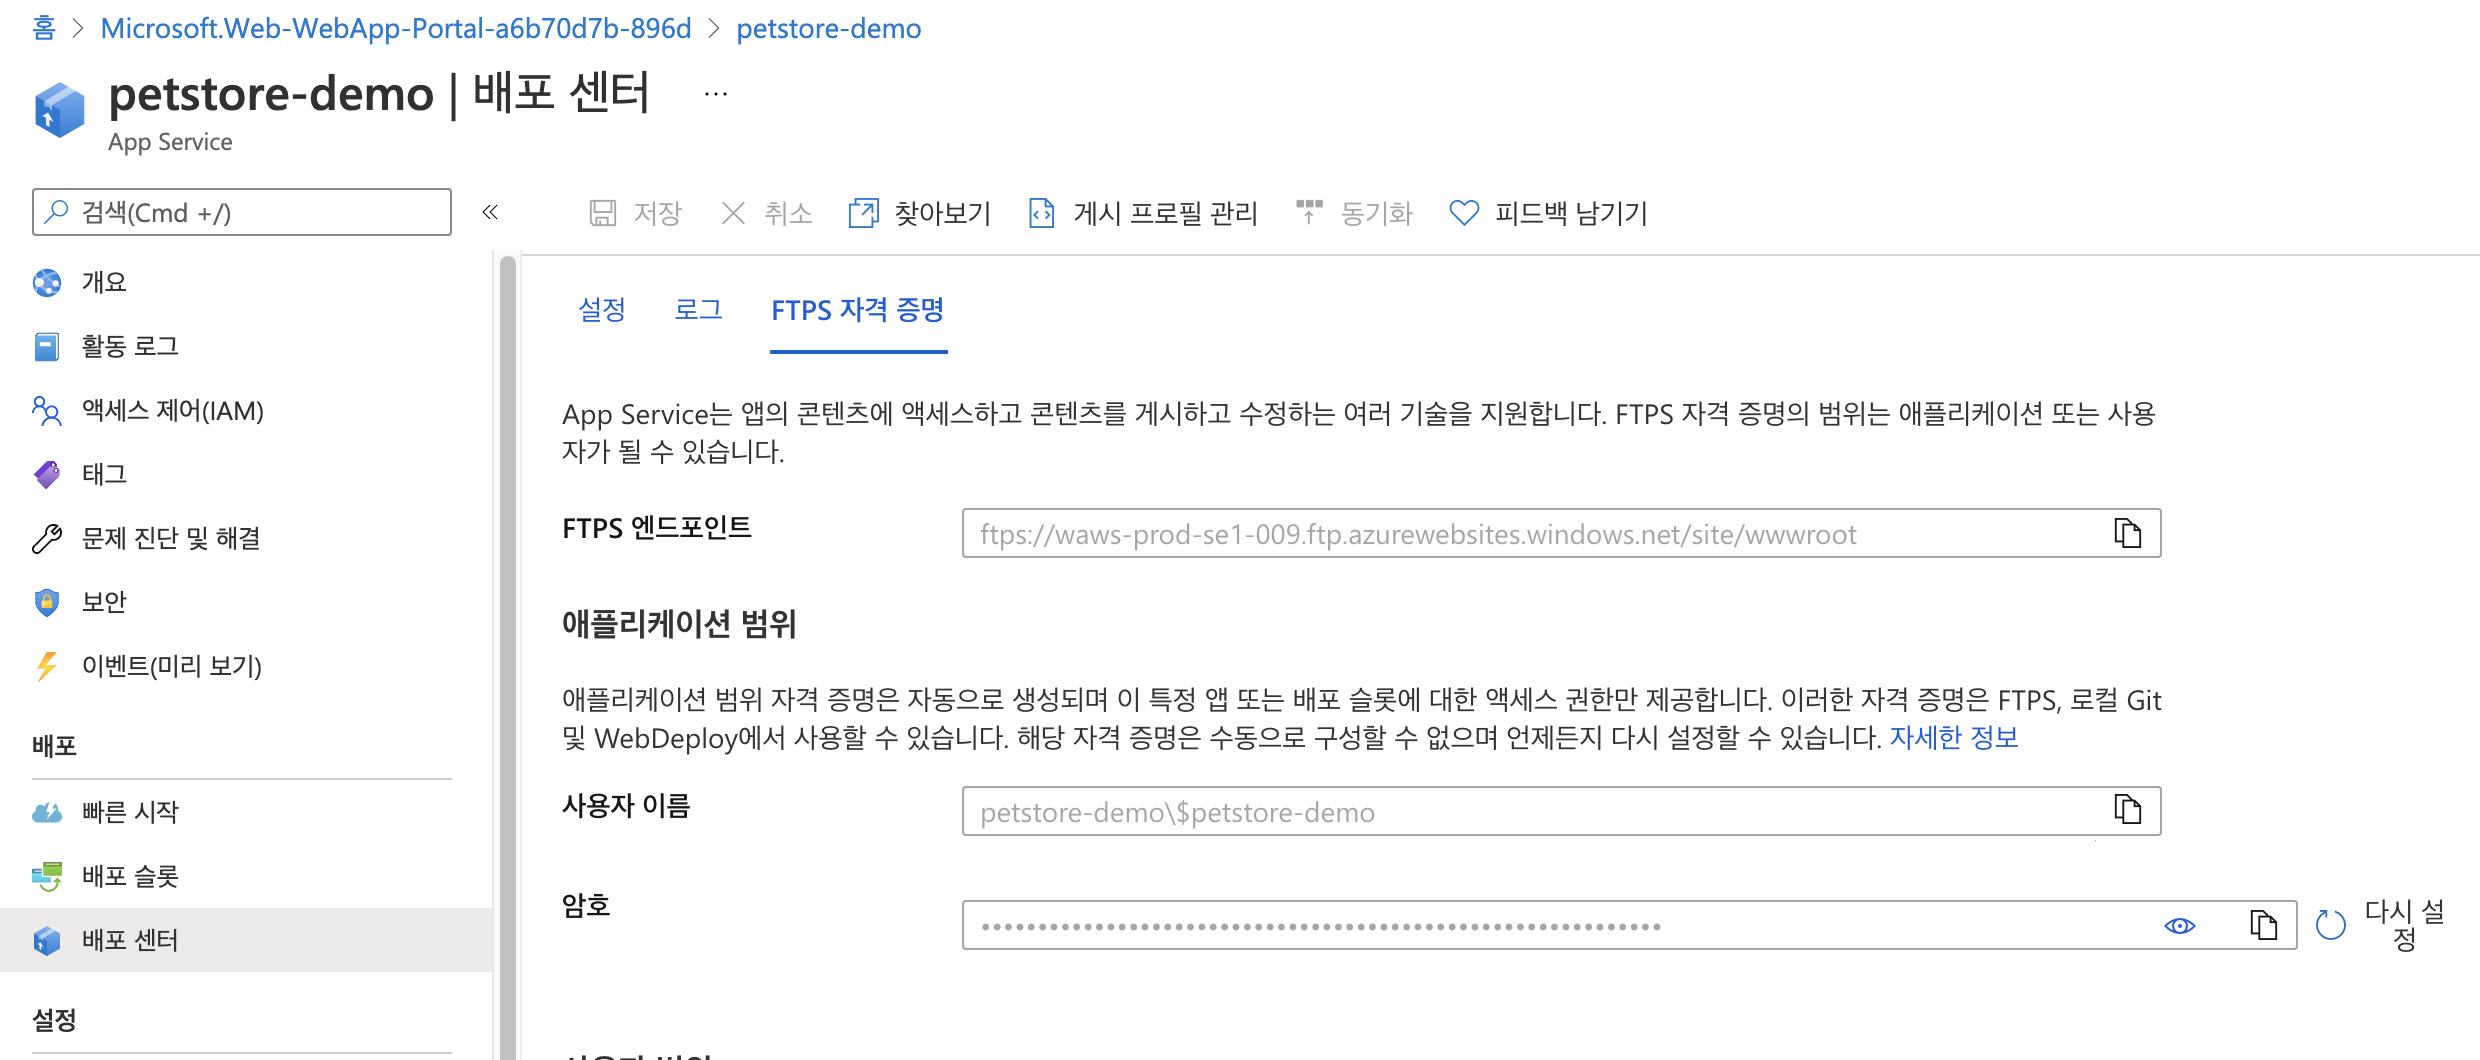 홈 > Microsoft.Web-WebApp-Portal-a6b70d7b-896d > petstore-demo
petstore-demo | 배포 센터 ...
App Service
검색(Cmd +/)
«
저장 취소 찾아보기 게시 프로필 관리 동기화 피드백 남기기
개요
활동 로그
액세스 제어(IAM)
태그
문제 진단 및 해결
보안
이벤트(미리 보기)
배포
빠른 시작
배포 슬롯
배포 센터
설정
설정 로그 FTPS 자격 증명
App Service는 앱의 콘텐츠에 액세스하고 콘텐츠를 게시하고 수정하는 여러 기술을 지원합니다. FTPS 자격 증명의 범위는 애플리케이션 또는 사용
자가 될 수 있습니다.
FTPS 엔드포인트 ftps://waws-prod-se1-009.ftp.azurewebsites.windows.net/site/wwwroot
애플리케이션 범위
애플리케이션 범위 자격 증명은 자동으로 생성되며 이 특정 앱 또는 배포 슬롯에 대한 액세스 권한만 제공합니다. 이러한 자격 증명은 FTPS, 로컬 Git
및 WebDeploy에서 사용할 수 있습니다. 해당 자격 증명은 수동으로 구성할 수 없으며 언제든지 다시 설정할 수 있습니다. 자세한 정보
사용자 이름 petstore-demo\$petstore-demo
암호
다시 설
정